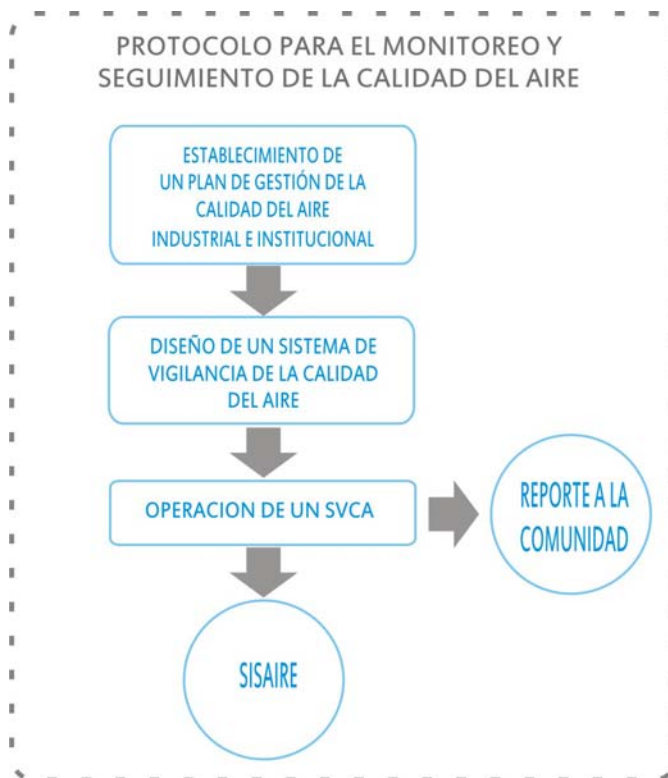 PROTOCOLO PARA EL MONITOREO Y
SEGUIMIENTO DE LA CALIDAD DEL AIRE
ESTABLECIMIENTO DE
UN PLAN DE GESTIÓN DE LA
CALIDAD DEL AIRE
INDUSTRIAL E INSTITUCIONAL
DISEÑO DE UN SISTEMA DE
VIGILANCIA DE LA CALIDAD
DEL AIRE
OPERACION DE UN SVCA
REPORTE A LA
COMUNIDAD
SISAIRE